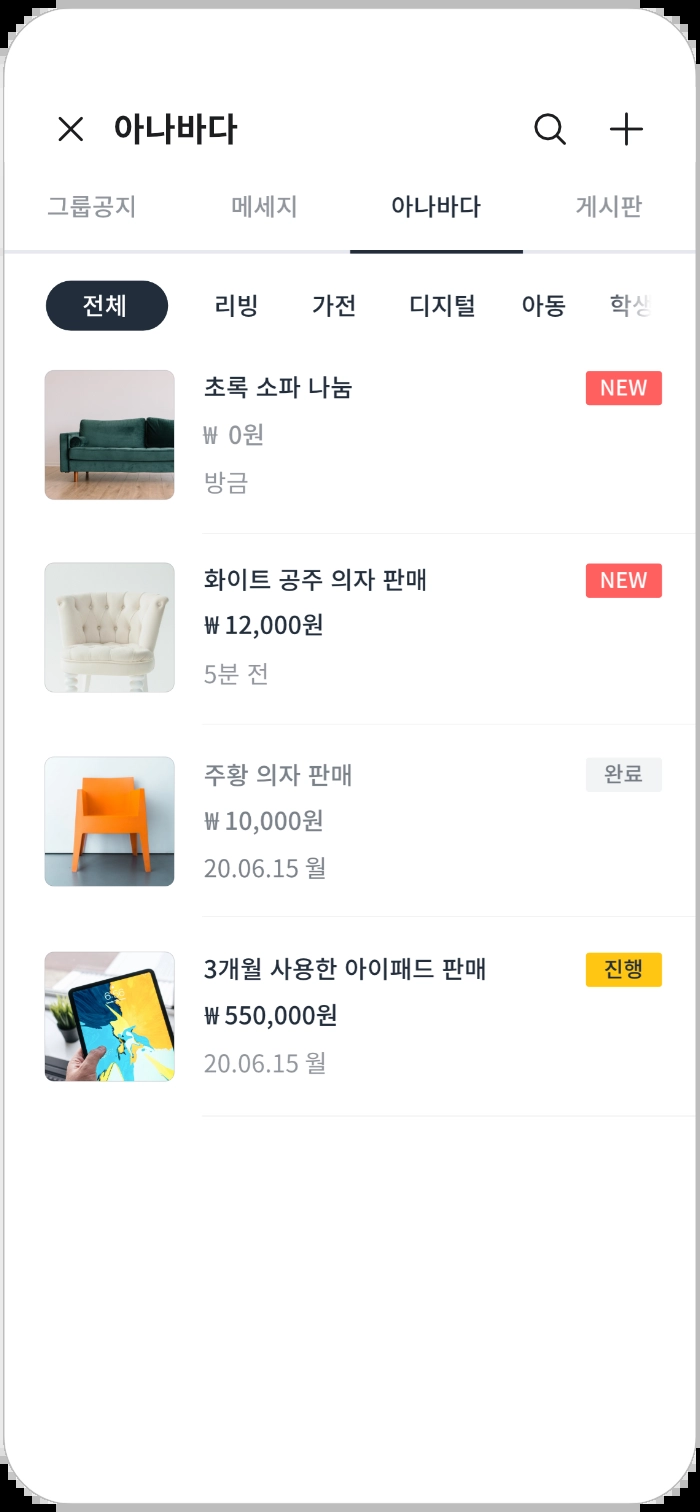 아나바다
그룹공지 메세지 아나바다 게시판
전체 리빙 가전 디지털 아동 학생
초록 소파 나눔 NEW
₩ 0원
방금
화이트 공주 의자 판매 NEW
₩ 12,000원
5분 전
주황 의자 판매 완료
₩ 10,000원
20.06.15 월
3개월 사용한 아이패드 판매 진행
₩ 550,000원
20.06.15 월